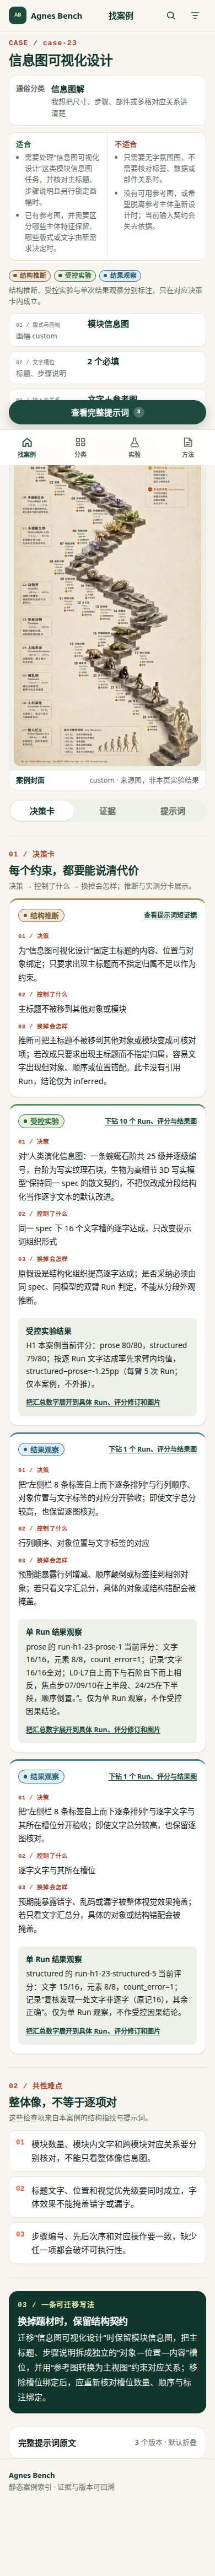 AB
Agnes Bench
找案例
CASE / case-23
信息图可视化设计
通俗分类
信息图解
我想把尺寸、步骤、部件或多格对应关系讲
清楚
适合
需要处理“信息图可视化
设计”这类模块信息图
任务，并核对主标题、
步骤说明且另行锁定画
幅时。
已有参考图，并需要区
分哪些主体特征保留、
哪些版式或文字由新需
求决定时。
不适合
只需要无字氛围图，不
需要核对标签、数据或
部件关系时。
没有可用参考图，或希
望脱离参考主体重新设
计时；当前输入契约会
失去依据。
结构推断
受控实验
结果观察
结构推断、受控实验与单次结果观察分别标注，只在对应决策
卡内成立。
01 / 版式与画幅
模块信息图
画幅 custom
02 / 文字槽位
2 个必填
标题、步骤说明
查看完整提示词 3
找案例
分类
实验
方法
案例封面
custom · 来源图，非本页实验结果
决策卡
证据
提示词
01 / 决策卡
每个约束，都要能说清代价
决策 → 控制了什么 → 换掉会怎样；推断与实测分卡展示。
结构推断
查看提示词短证据
01 / 决策
为“信息图可视化设计”固定主标题的内容、位置与对
象绑定；只要求出现主标题而不指定归属不足以作为
约束。
02 / 控制了什么
主标题不被移到其他对象或模块
03 / 换掉会怎样
推断可把主标题不被移到其他对象或模块变成可核对
项；若改成只要求出现主标题而不指定归属，容易文
字出现但对象、顺序或位置错配。此卡没有引用
Run，结论仅为 inferred。
受控实验
下钻 10 个 Run、评分与结果图
01 / 决策
对“人类演化信息图：一条蜿蜒石阶共 25 级并逐级编
号，台阶为写实纹理石块，生物为高细节 3D 写实模
型”保持同一 spec 的散文契约，不把仅改成分段结构
化当作逐字文本的默认改进。
02 / 控制了什么
同一 spec 下 16 个文字槽的逐字达成，只改变提示
词组织形式
03 / 换掉会怎样
原假设是结构化组织提高逐字达成；是否采纳必须由
同 spec、同模型的双臂 Run 判定，不能从分段外观
推断。
受控实验结果
H1 本案例当前评分：prose 80/80，structured
79/80；按逐 Run 文字达成率先求臂内均值，
structured−prose=-1.25pp（每臂 5 次 Run；
仅本案例，不外推）。
把汇总数字展开到具体 Run、评分修订和图片
结果观察
下钻 1 个 Run、评分与结果图
01 / 决策
把“左侧栏 8 条标签自上而下逐条排列”与行列顺序、
对象位置与文字标签的对应分开验收；即使文字总分
较高，也保留逐图核对。
02 / 控制了什么
行列顺序、对象位置与文字标签的对应
03 / 换掉会怎样
预期能暴露行列增减、顺序颠倒或标签挂到相邻对
象；若只看文字汇总分，具体的对象或结构错配会被
掩盖。
单 Run 结果观察
prose 的 run-h1-23-prose-1 当前评分：文字
16/16，元素 8/8，count_error=1；记录“文字
16/16全对；L0-L7自上而下与石阶自下而上相
反，焦点步07/09/10在上半段、24/25在下半
段，顺序倒置。”。仅为单 Run 观察，不作受控
因果结论。
把汇总数字展开到具体 Run、评分修订和图片
结果观察
下钻 1 个 Run、评分与结果图
01 / 决策
把“左侧栏 8 条标签自上而下逐条排列”与逐字文字与
其所在槽位分开验收；即使文字总分较高，也保留逐
图核对。
02 / 控制了什么
逐字文字与其所在槽位
03 / 换掉会怎样
预期能暴露错字、乱码或漏字被整体视觉效果掩盖；
若只看文字汇总分，具体的对象或结构错配会被
掩盖。
单 Run 结果观察
structured 的 run-h1-23-structured-5 当前评
分：文字 15/16，元素 8/8，count_error=1；
记录“复核发现一处文字非逐字（原记16），其余
正确”。仅为单 Run 观察，不作受控因果结论。
把汇总数字展开到具体 Run、评分修订和图片
02 / 共性难点
整体像，不等于逐项对
这些检查项来自本案例的结构指纹与提示词。
01 模块数量、模块内文字和跨模块对应关系要分
别核对，不能只看整体像信息图。
02 标题文字、位置和视觉优先级要同时成立，字
体效果不能掩盖错字或漏字。
03 步骤编号、先后次序和对应操作要一致，缺少
任一项都会破坏可执行性。
03 / 一条可迁移写法
换掉题材时，保留结构契约
迁移“信息图可视化设计”时保留模块信息图，把主
标题、步骤说明拆成独立的“对象—位置—内容”槽
位，并用“参考图转换为主视图”约束对应关系；移
除槽位绑定后，应重新核对槽位数量、顺序与标
注绑定。
完整提示词原文
3 个版本 · 默认折叠
Agnes Bench
静态案例索引 · 证据与版本可回溯